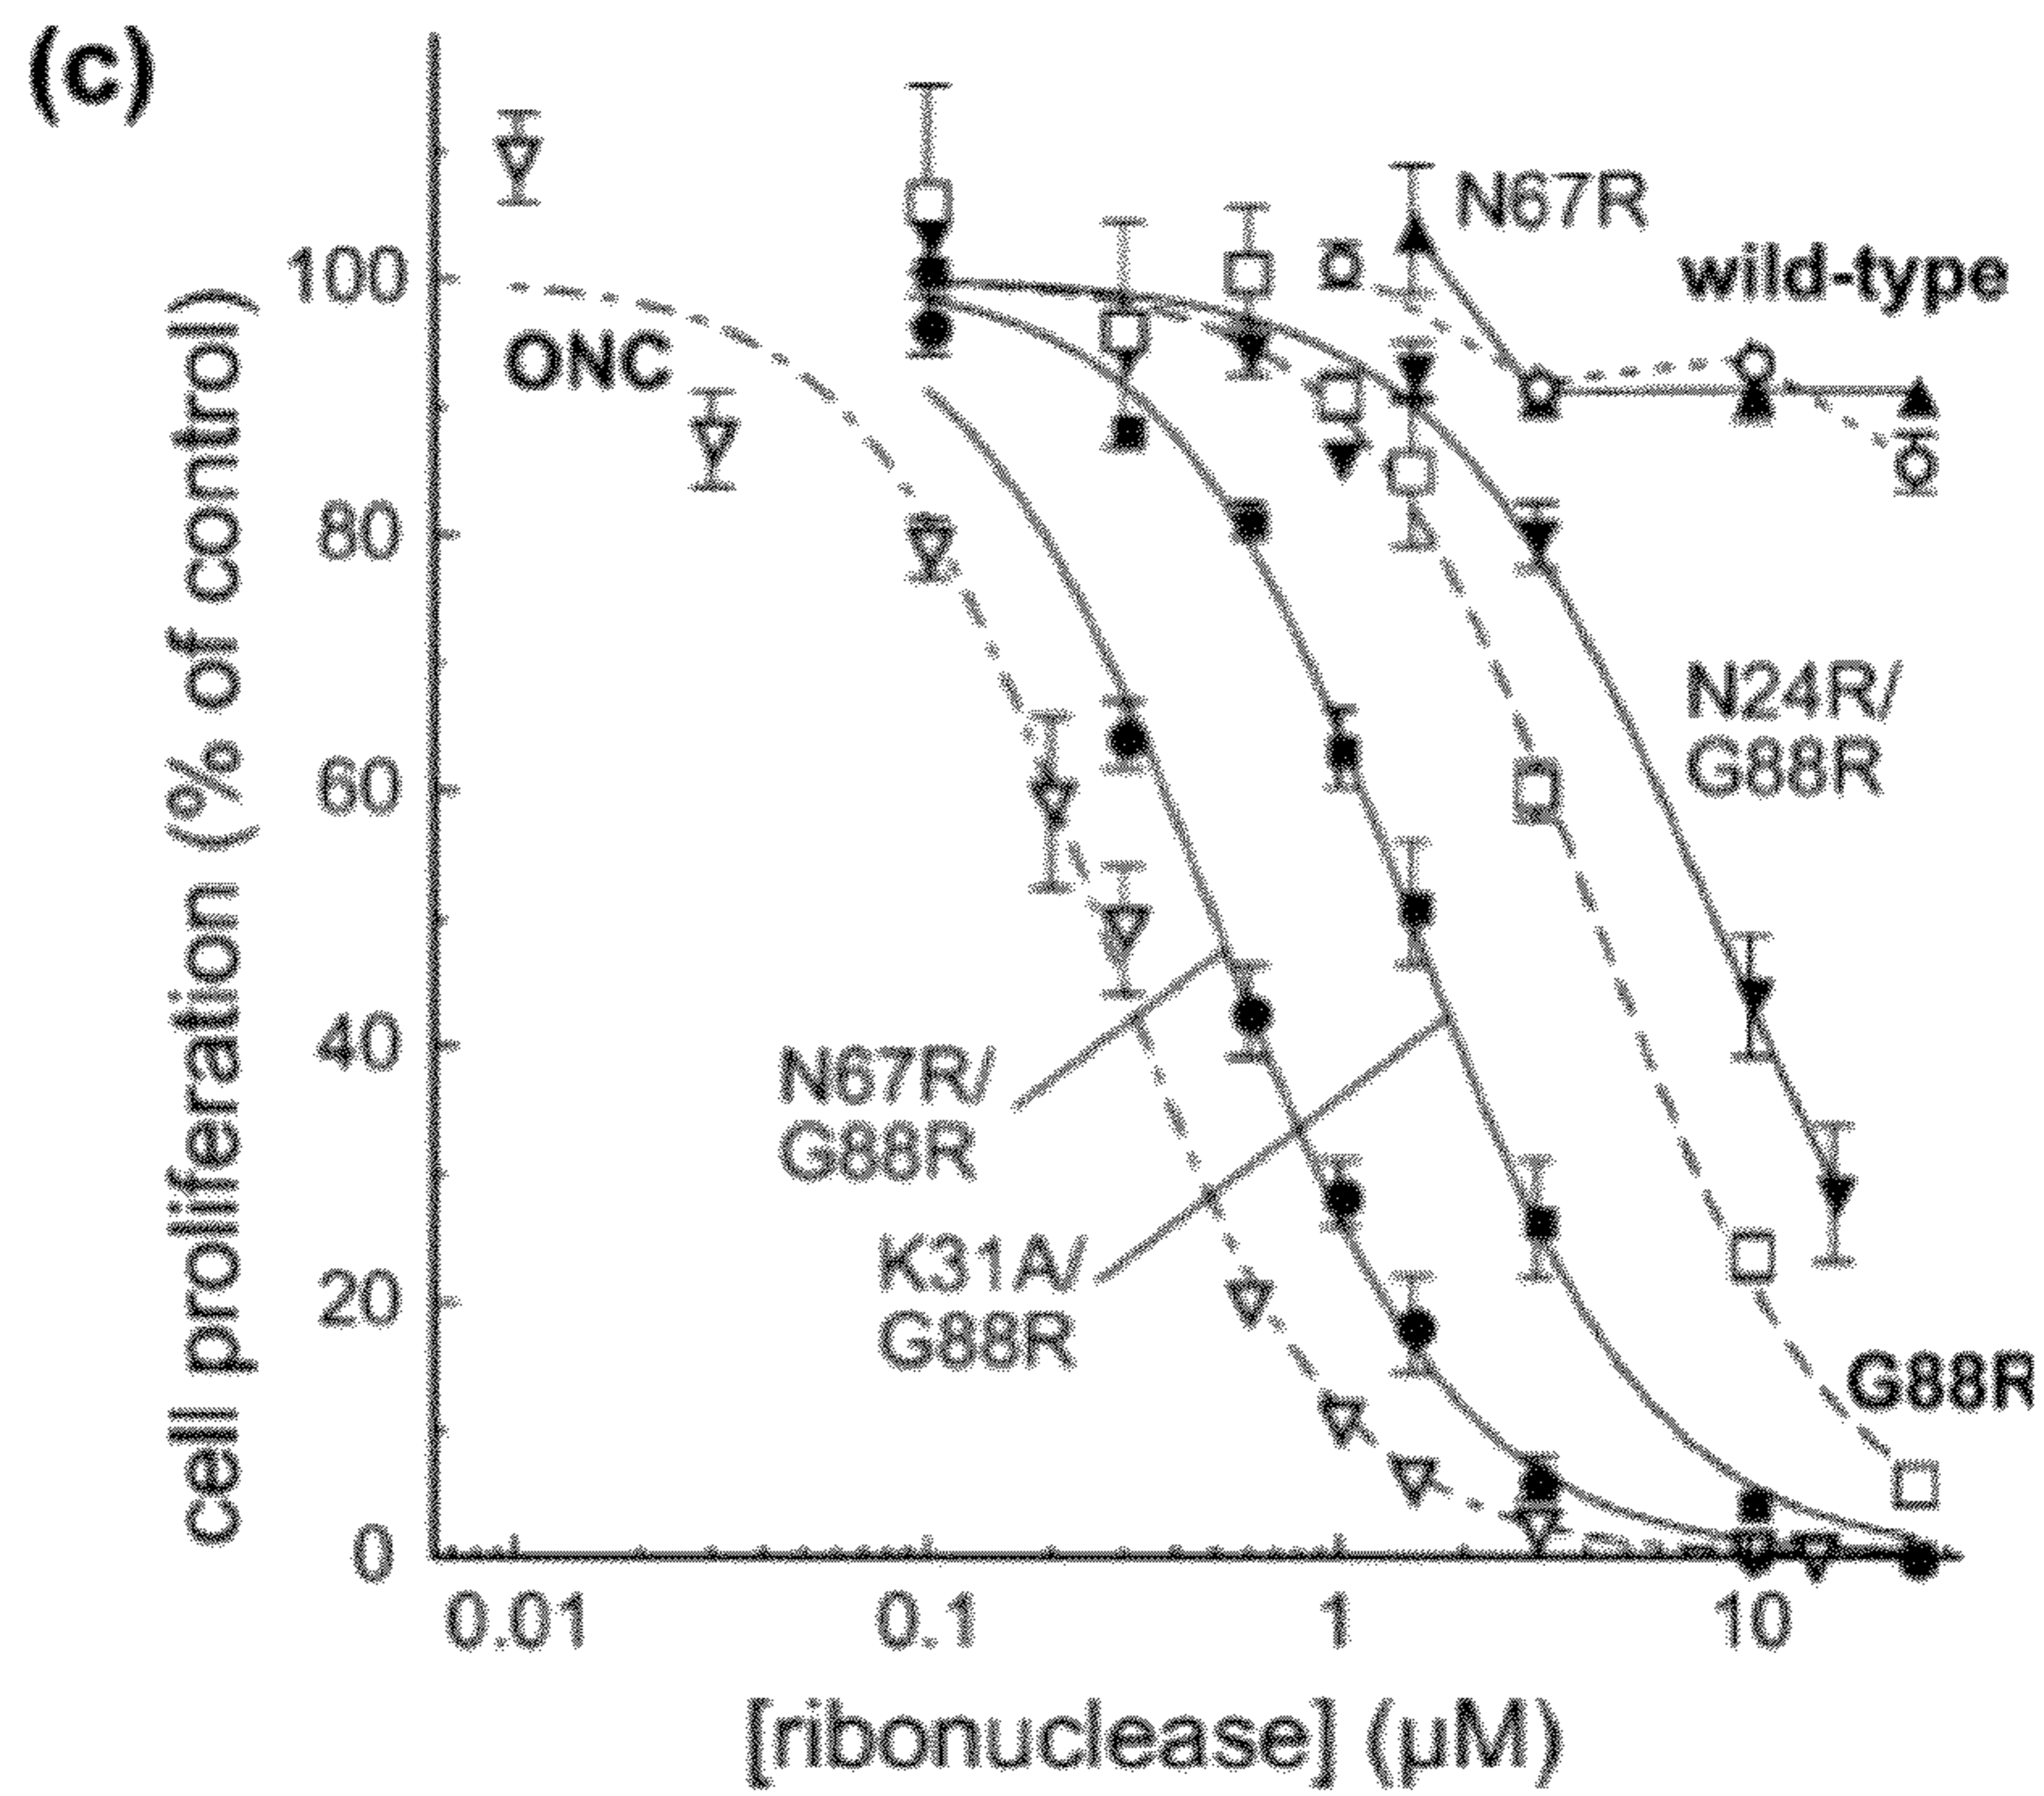 (c)
N67R
100
wild-type
ONC
80
N24R/
G88R
60
cell proliferation (% of control)
40
N67R/
G88R
K31A/
G88R
20
G88R
0
0.01
0.1
1
10
[ribonuclease] (μM)